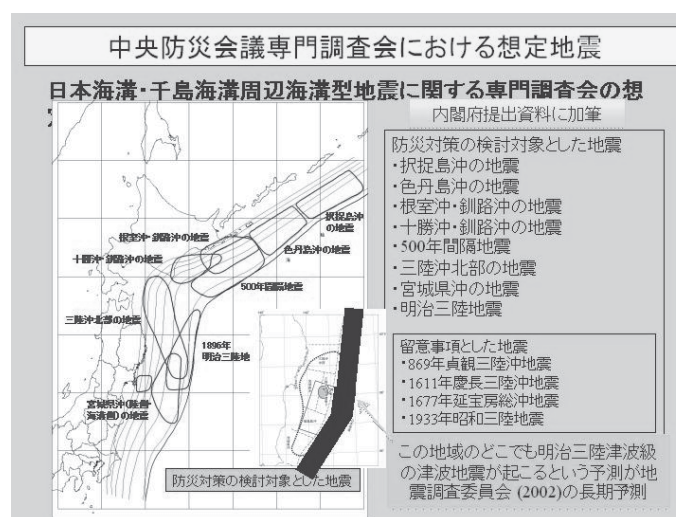 中央防災会議専門調査会における想定地震
日本海溝・千島海溝周辺海溝型地震に関する専門調査会の想
内閣府提出資料に加筆
防災対策の検討対象とした地震
・択捉島沖の地震
・色丹島沖の地震
・根室沖・釧路沖の地震
・十勝沖・釧路沖の地震
・500年間隔地震
・三陸沖北部の地震
・宮城県沖の地震
・明治三陸地震
留意事項とした地震
・869年貞観三陸沖地震
・1611年慶長三陸沖地震
・1677年延宝房総沖地震
・1933年昭和三陸地震
この地域のどこでも明治三陸津波級
の津波地震が起こるという予測が地
震調査委員会 (2002)の長期予測
択捉島沖
の地震
根室沖・釧路沖の地震
色丹島沖の地震
十勝沖・釧路沖の地震
500年間隔地震
三陸沖北部の地震
1896年
明治三陸地
宮城県沖(陸側・
海溝側)の地震
防災対策の検討対象とした地震